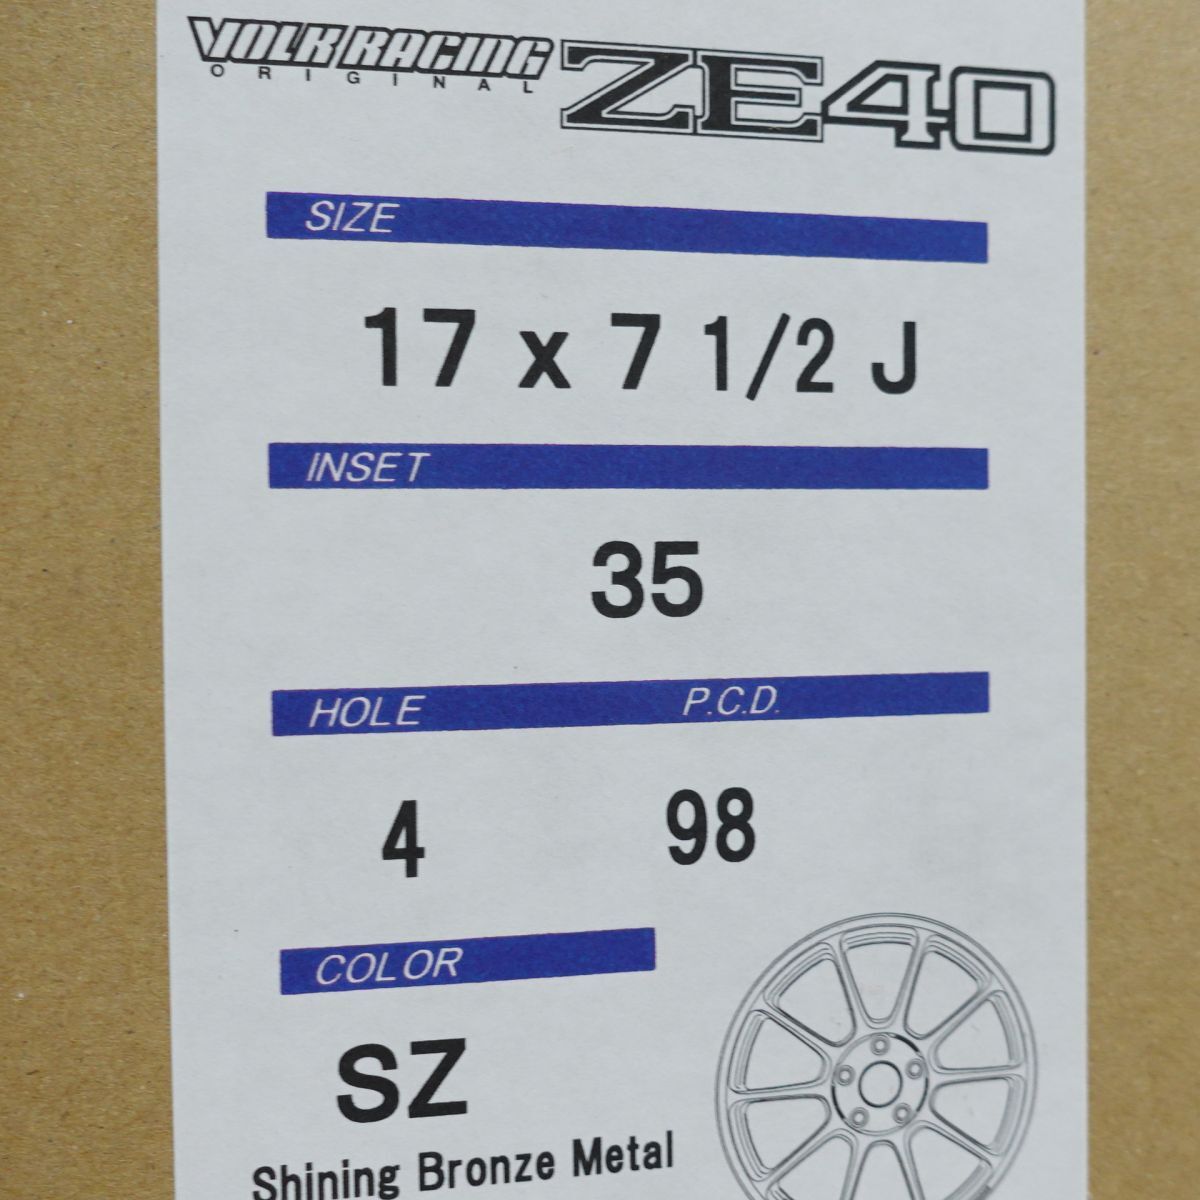 VOLK RACING ZE40
ORIGINAL
SIZE
17 x 7 1/2 J
INSET
35
HOLE P.C.D.
4 98
COLOR
SZ
Shining Bronze Metal